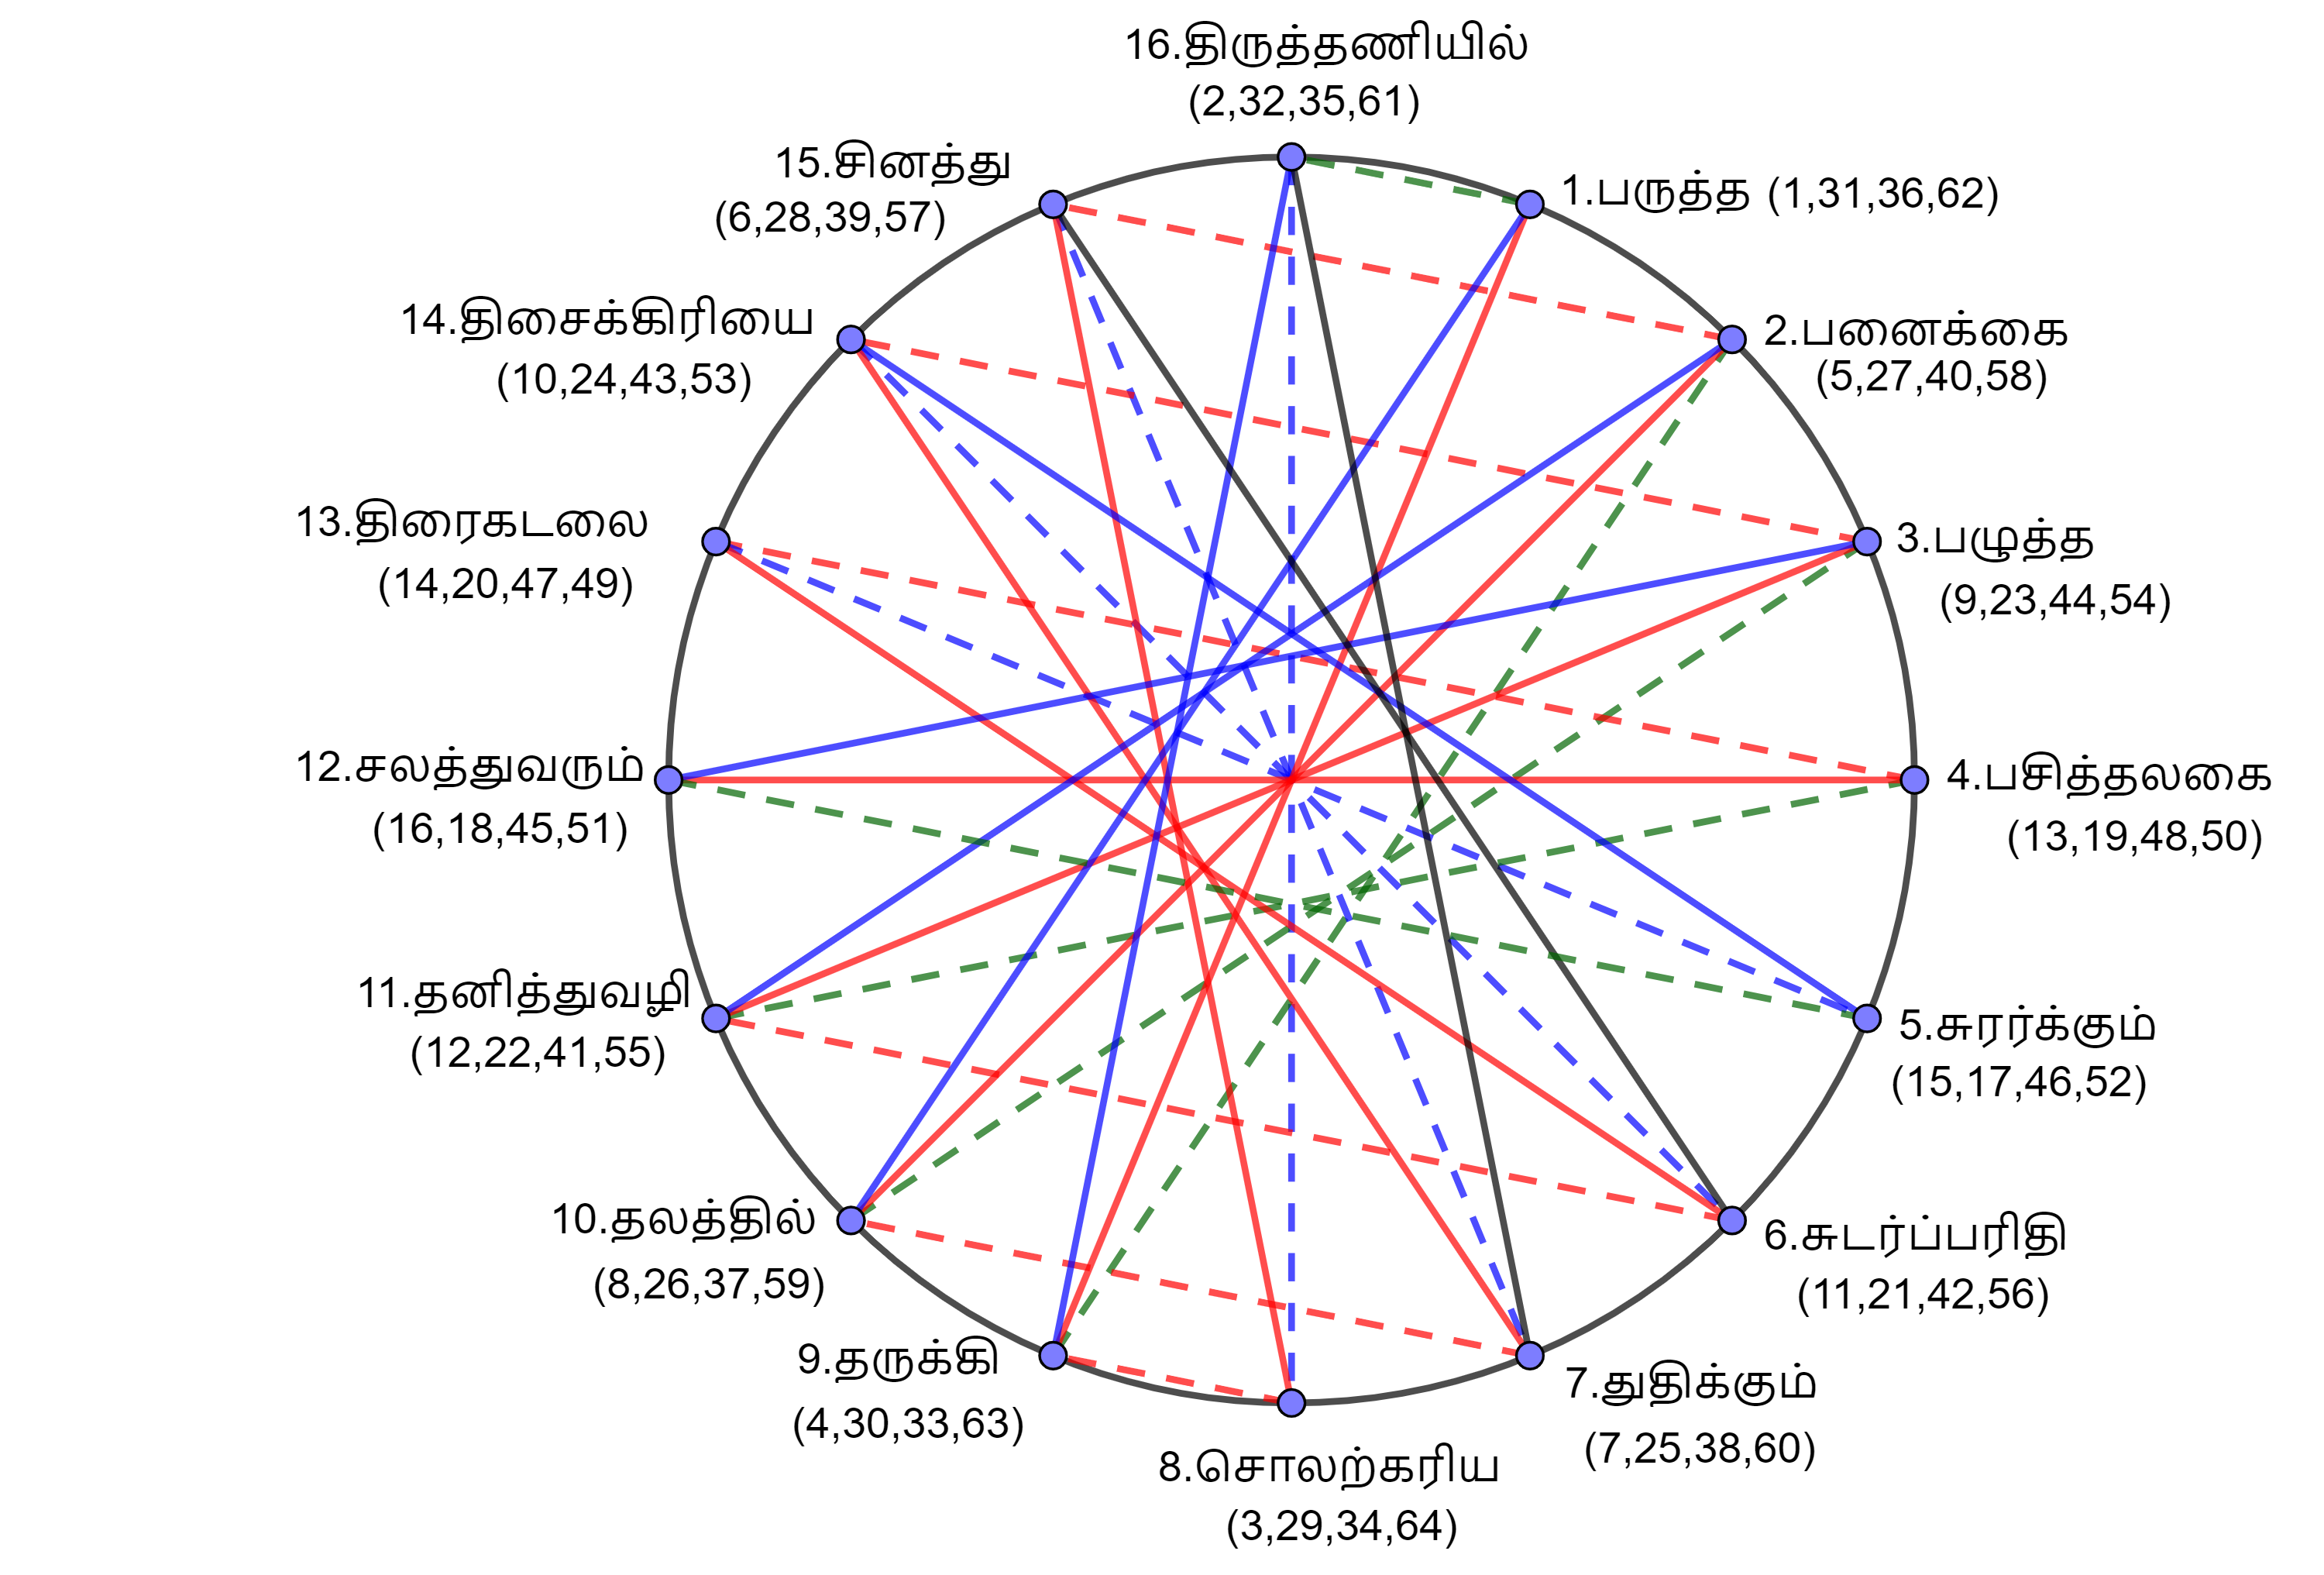 16.திருத்தணியில்
(2,32,35,61)
1.பருத்த (1,31,36,62)
2.பனைக்கை
(5,27,40,58)
3.பழுத்த
(9,23,44,54)
4.பசித்தலகை
(13,19,48,50)
5.சுரர்க்கும்
(15,17,46,52)
6.சுடர்ப்பரிதி
(11,21,42,56)
7.துதிக்கும்
(7,25,38,60)
8.சொலற்கரிய
(3,29,34,64)
9.தருக்கி
(4,30,33,63)
10.தலத்தில்
(8,26,37,59)
11.தனித்துவழி
(12,22,41,55)
12.சலத்துவரும்
(16,18,45,51)
13.திரைகடலை
(14,20,47,49)
14.திசைக்கிரியை
(10,24,43,53)
15.சினத்து
(6,28,39,57)